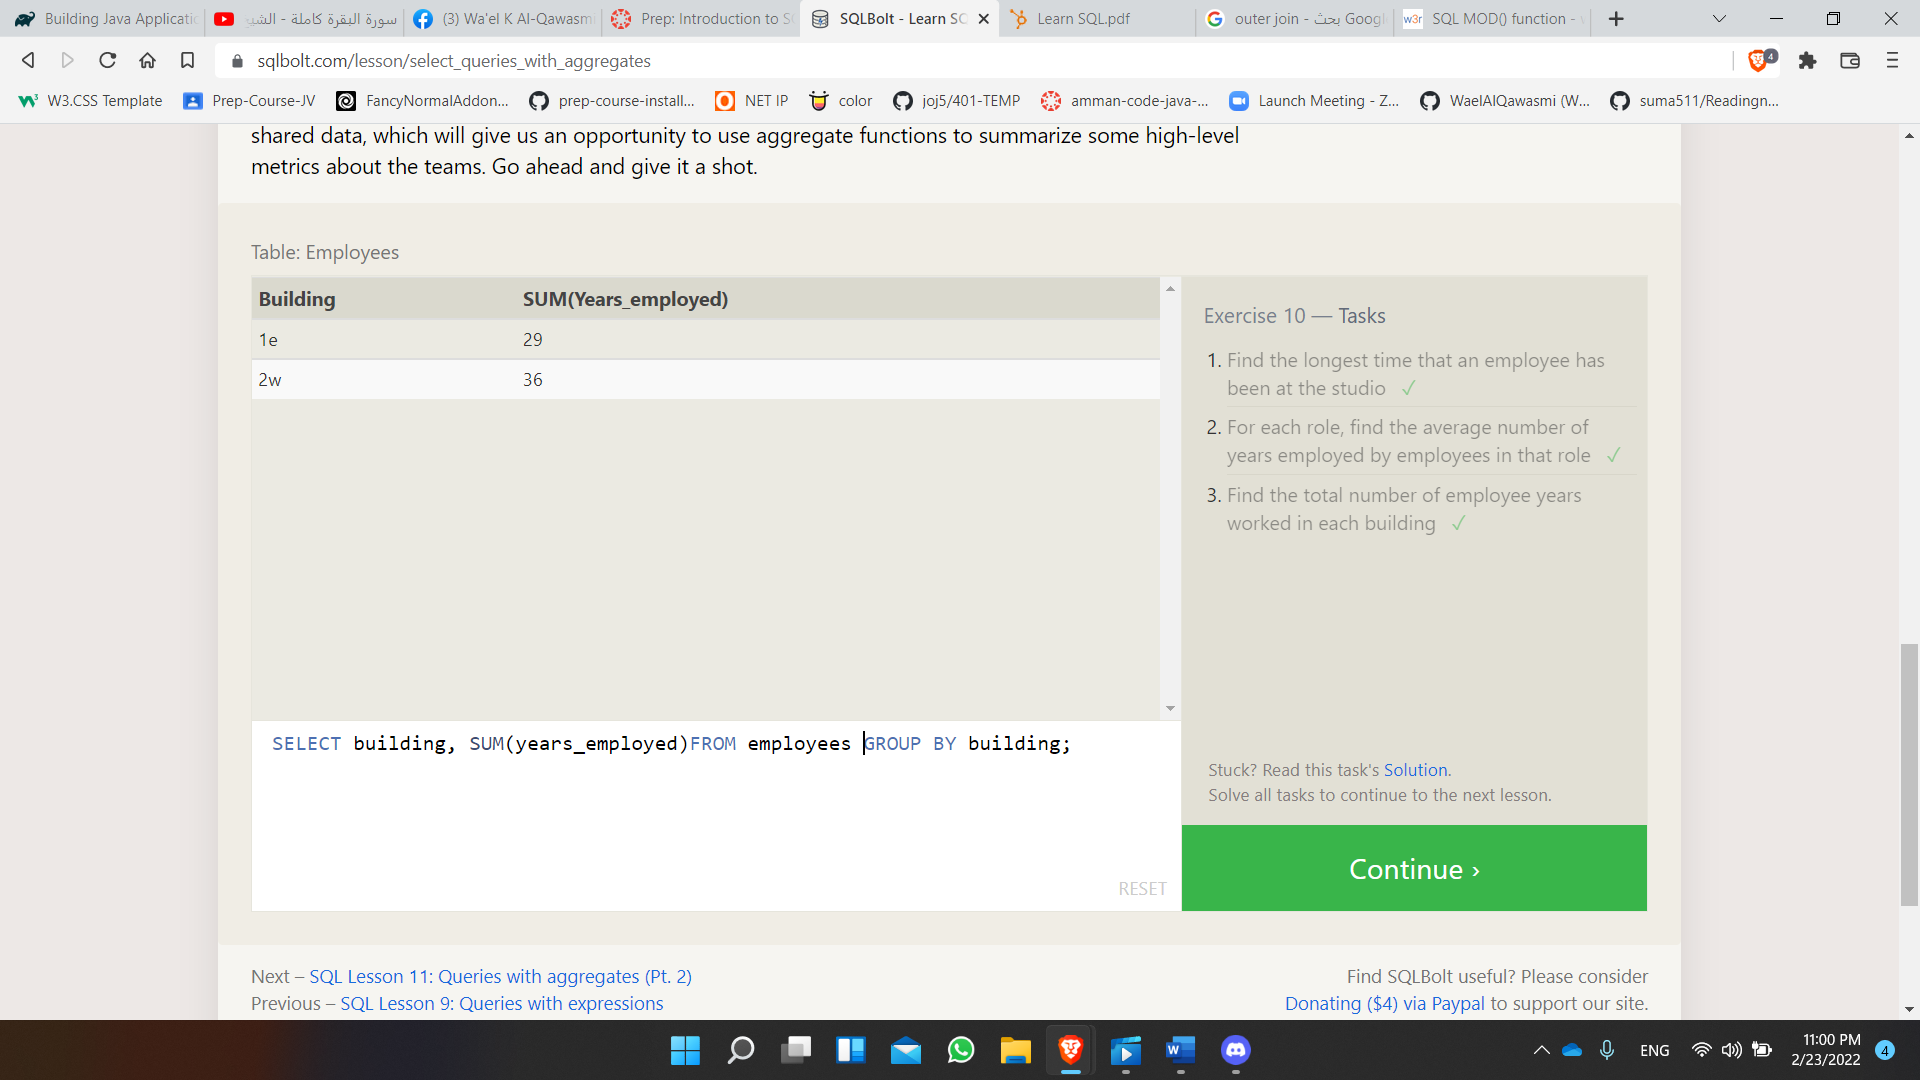 Building Java Applicatic
سورة البقرة كاملة - الشيخ
(3) Wa'el K Al-Qawasm
Prep: Introduction to S
SQLBolt - Learn SQ
Learn SQL.pdf
outer join - بحث Google
w3r SQL MOD() function -
sqlbolt.com/lesson/select_queries_with_aggregates
4
W3.CSS Template
Prep-Course-JV
FancyNormalAddon...
prep-course-install...
NET IP
color
joj5/401-TEMP
amman-code-java-...
Launch Meeting - Z...
WaelAlQawasmi (W...
suma511/Readingn...
shared data, which will give us an opportunity to use aggregate functions to summarize some high-level
metrics about the teams. Go ahead and give it a shot.
Table: Employees
Building SUM(Years_employed)
1e 29
2w 36
Exercise 10 — Tasks
1. Find the longest time that an employee has
been at the studio ✓
2. For each role, find the average number of
years employed by employees in that role ✓
3. Find the total number of employee years
worked in each building ✓
SELECT building, SUM(years_employed)FROM employees GROUP BY building;
RESET
Stuck? Read this task's Solution.
Solve all tasks to continue to the next lesson.
Continue ›
Next – SQL Lesson 11: Queries with aggregates (Pt. 2)
Previous – SQL Lesson 9: Queries with expressions
Find SQLBolt useful? Please consider
Donating ($4) via Paypal to support our site.
ENG
11:00 PM
2/23/2022
4